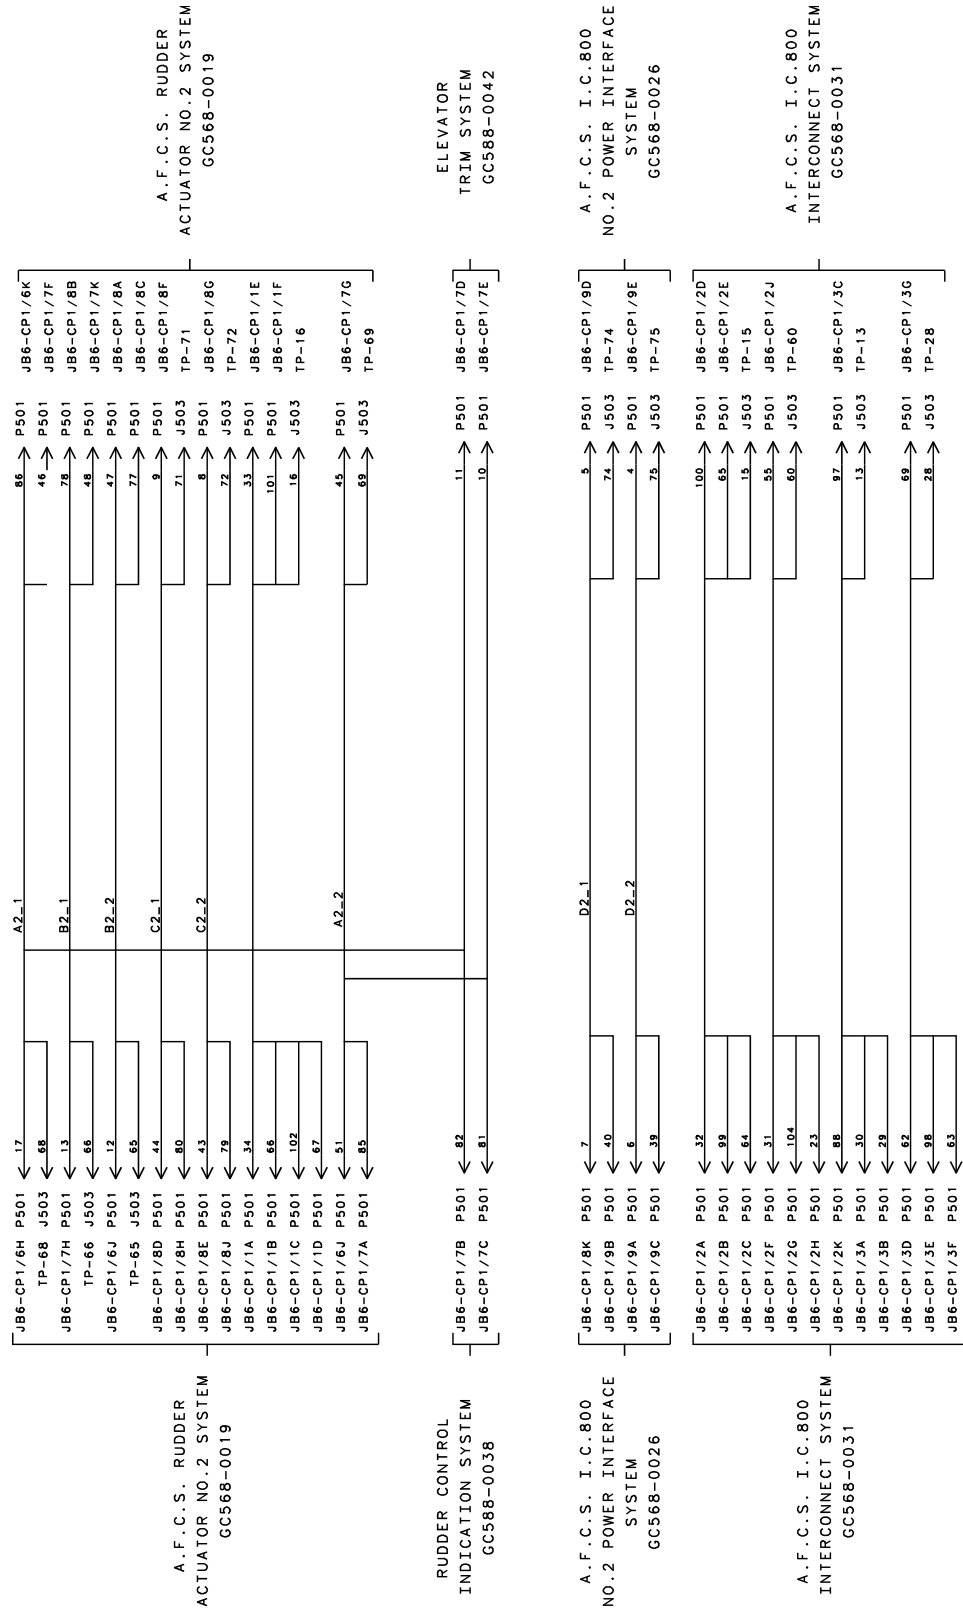 A.F.C.S. RUDDER
ACTUATOR NO.2 SYSTEM
GC568-0019
JB6-CP1/6H P501 17 A2_1 86 P501 JB6-CP1/6K
TP-68 J503 68 46 P501 JB6-CP1/7F
JB6-CP1/7H P501 13 B2_1 78 P501 JB6-CP1/8B
TP-66 J503 66 48 P501 JB6-CP1/7K
JB6-CP1/6J P501 12 B2_2 47 P501 JB6-CP1/8A
TP-65 J503 65 77 P501 JB6-CP1/8C
JB6-CP1/8D P501 44 C2_1 9 P501 JB6-CP1/8F
JB6-CP1/8H P501 80 71 J503 TP-71
JB6-CP1/8E P501 43 C2_2 8 P501 JB6-CP1/8G
JB6-CP1/8J P501 79 72 J503 TP-72
JB6-CP1/1A P501 34 33 P501 JB6-CP1/1E
JB6-CP1/1B P501 66 101 P501 JB6-CP1/1F
JB6-CP1/1C P501 102 16 J503 TP-16
JB6-CP1/1D P501 67
JB6-CP1/6J P501 51 A2_2 45 P501 JB6-CP1/7G
JB6-CP1/7A P501 85 69 J503 TP-69
A.F.C.S. RUDDER
ACTUATOR NO.2 SYSTEM
GC568-0019
RUDDER CONTROL
INDICATION SYSTEM
GC588-0038
JB6-CP1/7B P501 82 11 P501 JB6-CP1/7D
JB6-CP1/7C P501 81 10 P501 JB6-CP1/7E
ELEVATOR
TRIM SYSTEM
GC588-0042
A.F.C.S. I.C.800
NO.2 POWER INTERFACE
SYSTEM
GC568-0026
JB6-CP1/8K P501 7 D2_1 5 P501 JB6-CP1/9D
JB6-CP1/9B P501 40 74 J503 TP-74
JB6-CP1/9A P501 6 D2_2 4 P501 JB6-CP1/9E
JB6-CP1/9C P501 39 75 J503 TP-75
A.F.C.S. I.C.800
NO.2 POWER INTERFACE
SYSTEM
GC568-0026
A.F.C.S. I.C.800
INTERCONNECT SYSTEM
GC568-0031
JB6-CP1/2A P501 32 100 P501 JB6-CP1/2D
JB6-CP1/2B P501 99 65 P501 JB6-CP1/2E
JB6-CP1/2C P501 64 15 J503 TP-15
JB6-CP1/2F P501 31 55 P501 JB6-CP1/2J
JB6-CP1/2G P501 104 60 J503 TP-60
JB6-CP1/2H P501 23
JB6-CP1/2K P501 88 97 P501 JB6-CP1/3C
JB6-CP1/3A P501 30 13 J503 TP-13
JB6-CP1/3B P501 29
JB6-CP1/3D P501 62 69 P501 JB6-CP1/3G
JB6-CP1/3E P501 98 28 J503 TP-28
JB6-CP1/3F P501 63
A.F.C.S. I.C.800
INTERCONNECT SYSTEM
GC568-0031